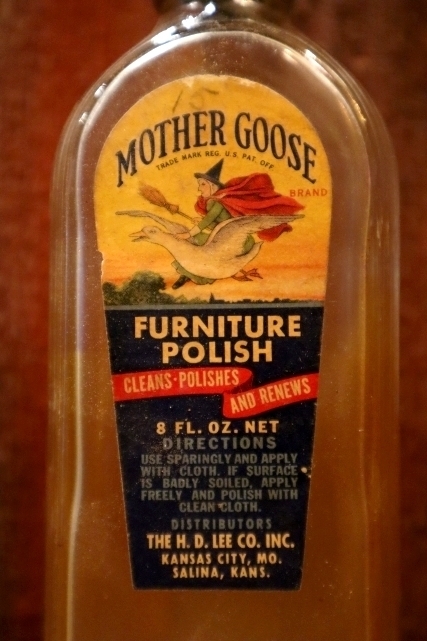 MOTHER GOOSE
TRADE MARK REG. U.S. PAT. OFF
BRAND
FURNITURE
POLISH
CLEANS-POLISHES
AND RENEWS
8 FL. OZ. NET
DIRECTIONS
USE SPARINGLY AND APPLY
WITH CLOTH. IF SURFACE
IS BADLY SOILED, APPLY
FREELY AND POLISH WITH
CLEAN CLOTH.
DISTRIBUTORS
THE H. D. LEE CO. INC.
KANSAS CITY, MO.
SALINA, KANS.